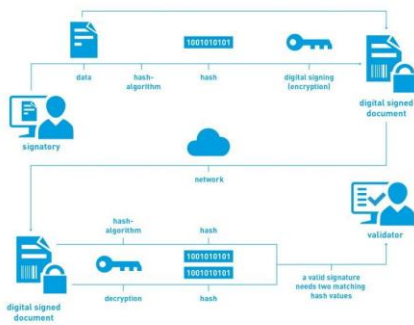 1001010101
data
hash-
algorithm
hash
digital signing
(encryption)
digital signed
document
signatory
network
validator
hash-
algorithm
hash
1001010101
1001010101
decryption
hash
a valid signature
needs two matching
hash values
digital signed
document